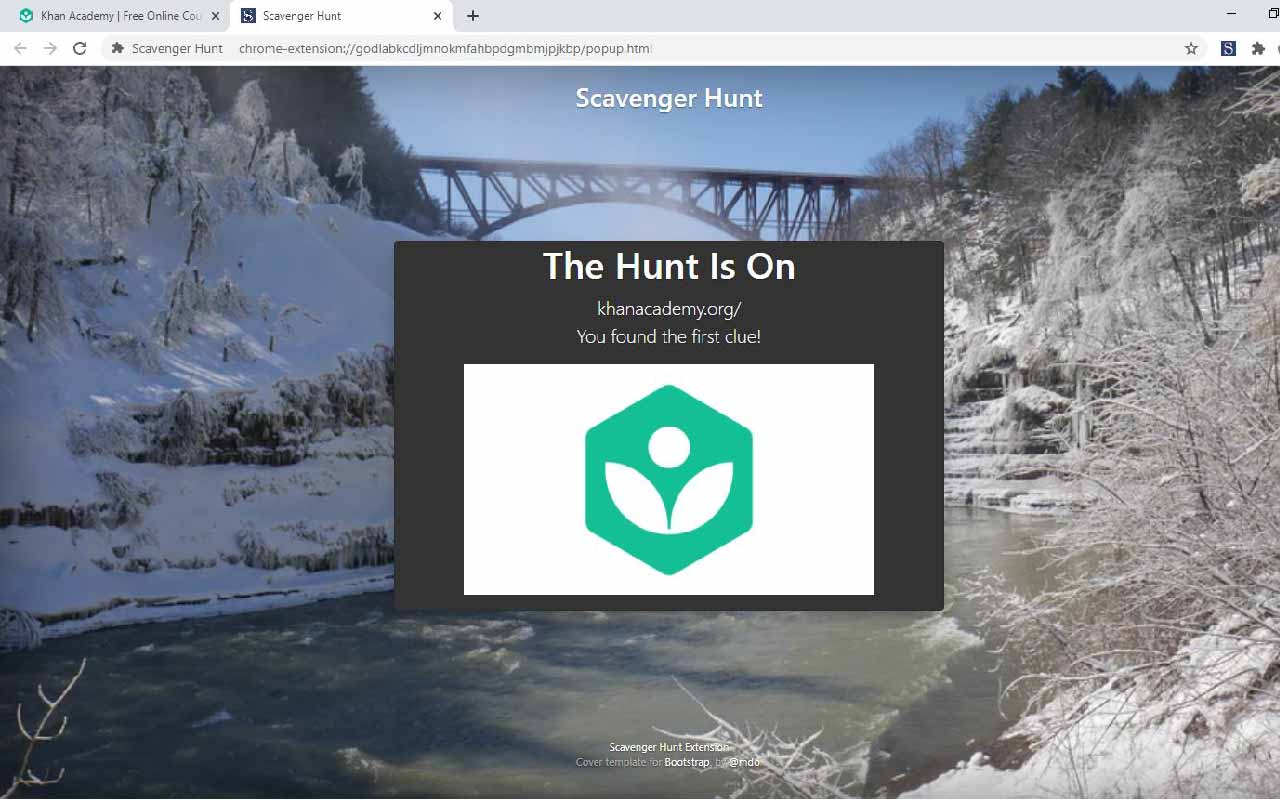 Khan Academy | Free Online Cou
Scavenger Hunt
Scavenger Hunt chrome-extension://godlabkcdljmnokmfahbpdgmbmjpjkbp/popup.html
S
Scavenger Hunt
The Hunt Is On
khanacademy.org/
You found the first clue!
Scavenger Hunt Extension
Cover template for Bootstrap, by @mdo.